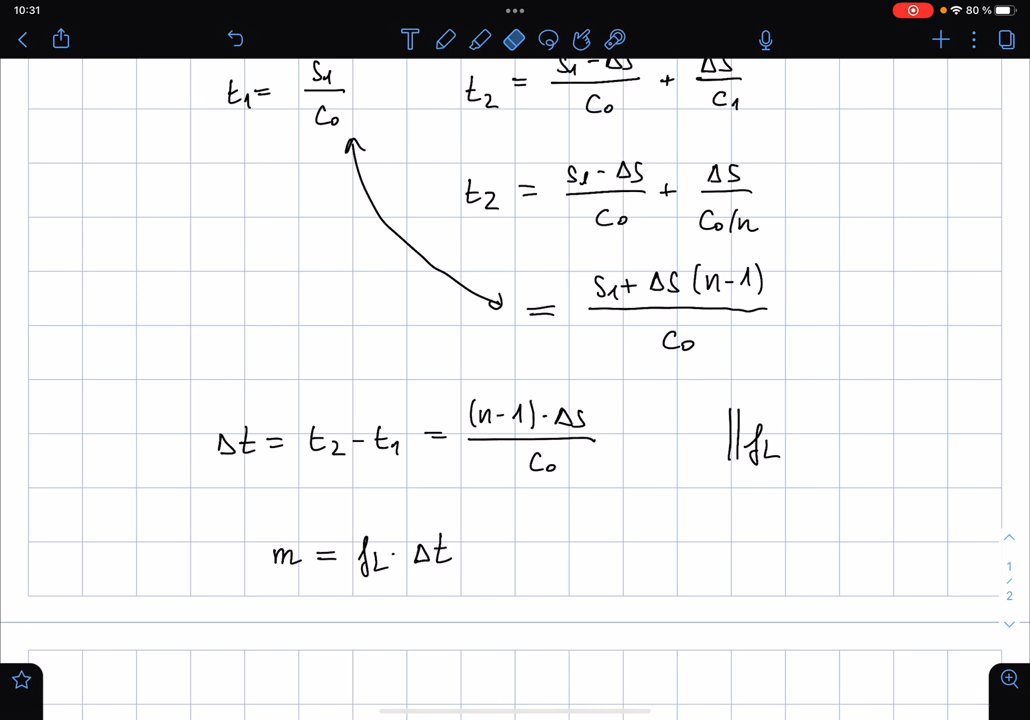 10:31
80 %
t₁ = s₁/c₀
t₂ = (s₁ - Δs)/c₀ + Δs/c₁
t₂ = (s₁ - Δs)/c₀ + Δs/(c₀/n)
= (s₁ + Δs (n-1))/c₀
Δt = t₂ - t₁ = ((n-1) · Δs)/c₀ || f_L
m = f_L · Δt
1
/
2